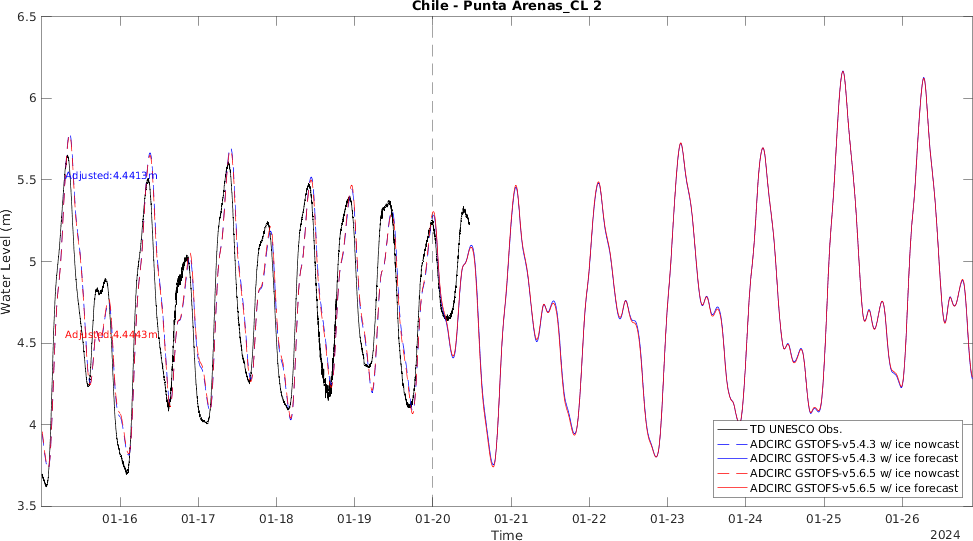 Chile - Punta Arenas_CL 2
6.5
6
5.5
5
4.5
4
3.5
Water Level (m)
Adjusted:4.4413m
Adjusted:4.4443m
TD UNESCO Obs.
ADCIRC GSTOFS-v5.4.3 w/ ice nowcast
ADCIRC GSTOFS-v5.4.3 w/ ice forecast
ADCIRC GSTOFS-v5.6.5 w/ ice nowcast
ADCIRC GSTOFS-v5.6.5 w/ ice forecast
01-16 01-17 01-18 01-19 01-20 01-21 01-22 01-23 01-24 01-25 01-26
Time
2024